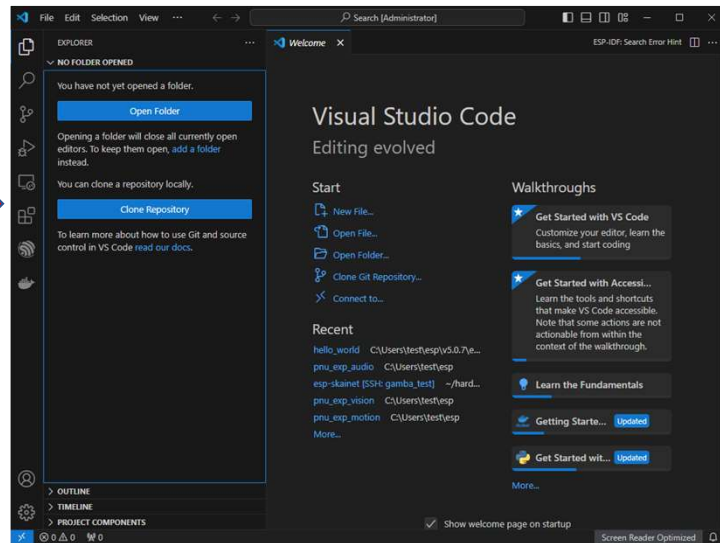 File Edit Selection View ··· Search [Administrator]
EXPLORER ···
NO FOLDER OPENED
You have not yet opened a folder.
Open Folder
Opening a folder will close all currently open
editors. To keep them open, add a folder
instead.
You can clone a repository locally.
Clone Repository
To learn more about how to use Git and source
control in VS Code read our docs.
OUTLINE
TIMELINE
PROJECT COMPONENTS
Welcome
ESP-IDF: Search Error Hint ···
Visual Studio Code
Editing evolved
Start
New File...
Open File...
Open Folder...
Clone Git Repository...
Connect to...
Recent
hello_world C:\Users\test\esp\v5.0.7\e...
pnu_exp_audio C:\Users\test\esp
esp-skainet [SSH: gamba_test] ~/hard...
pnu_exp_vision C:\Users\test\esp
pnu_exp_motion C:\Users\test\esp
More...
Walkthroughs
Get Started with VS Code
Customize your editor, learn the
basics, and start coding
Get Started with Accessi...
Learn the tools and shortcuts
that make VS Code accessible.
Note that some actions are not
actionable from within the
context of the walkthrough.
Learn the Fundamentals
Getting Starte... Updated
Get Started wit... Updated
More...
Show welcome page on startup
0 0 0
Screen Reader Optimized